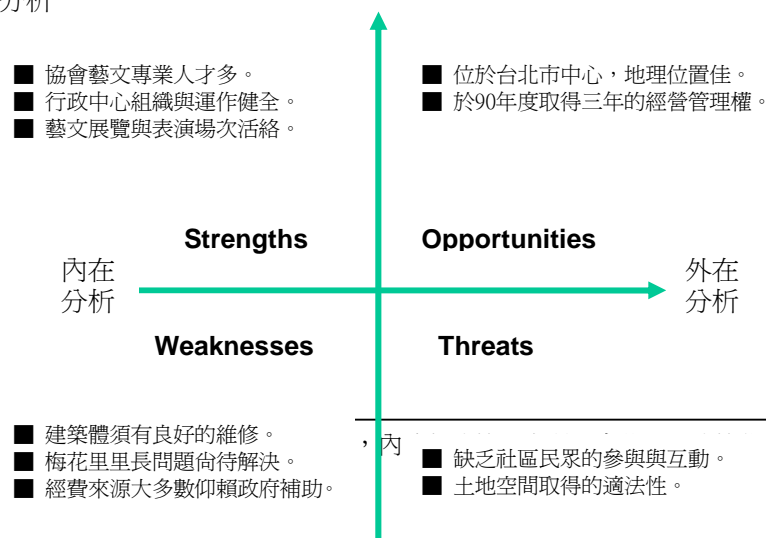 分析
■ 協會藝文專業人才多。
■ 行政中心組織與運作健全。
■ 藝文展覽與表演場次活絡。
■ 位於台北市中心，地理位置佳。
■ 於90年度取得三年的經營管理權。
Strengths
Opportunities
內在
分析
外在
分析
Weaknesses
Threats
■ 建築體須有良好的維修。
■ 梅花里里長問題尚待解決。
■ 經費來源大多數仰賴政府補助。
，內
■ 缺乏社區民眾的參與與互動。
■ 土地空間取得的適法性。